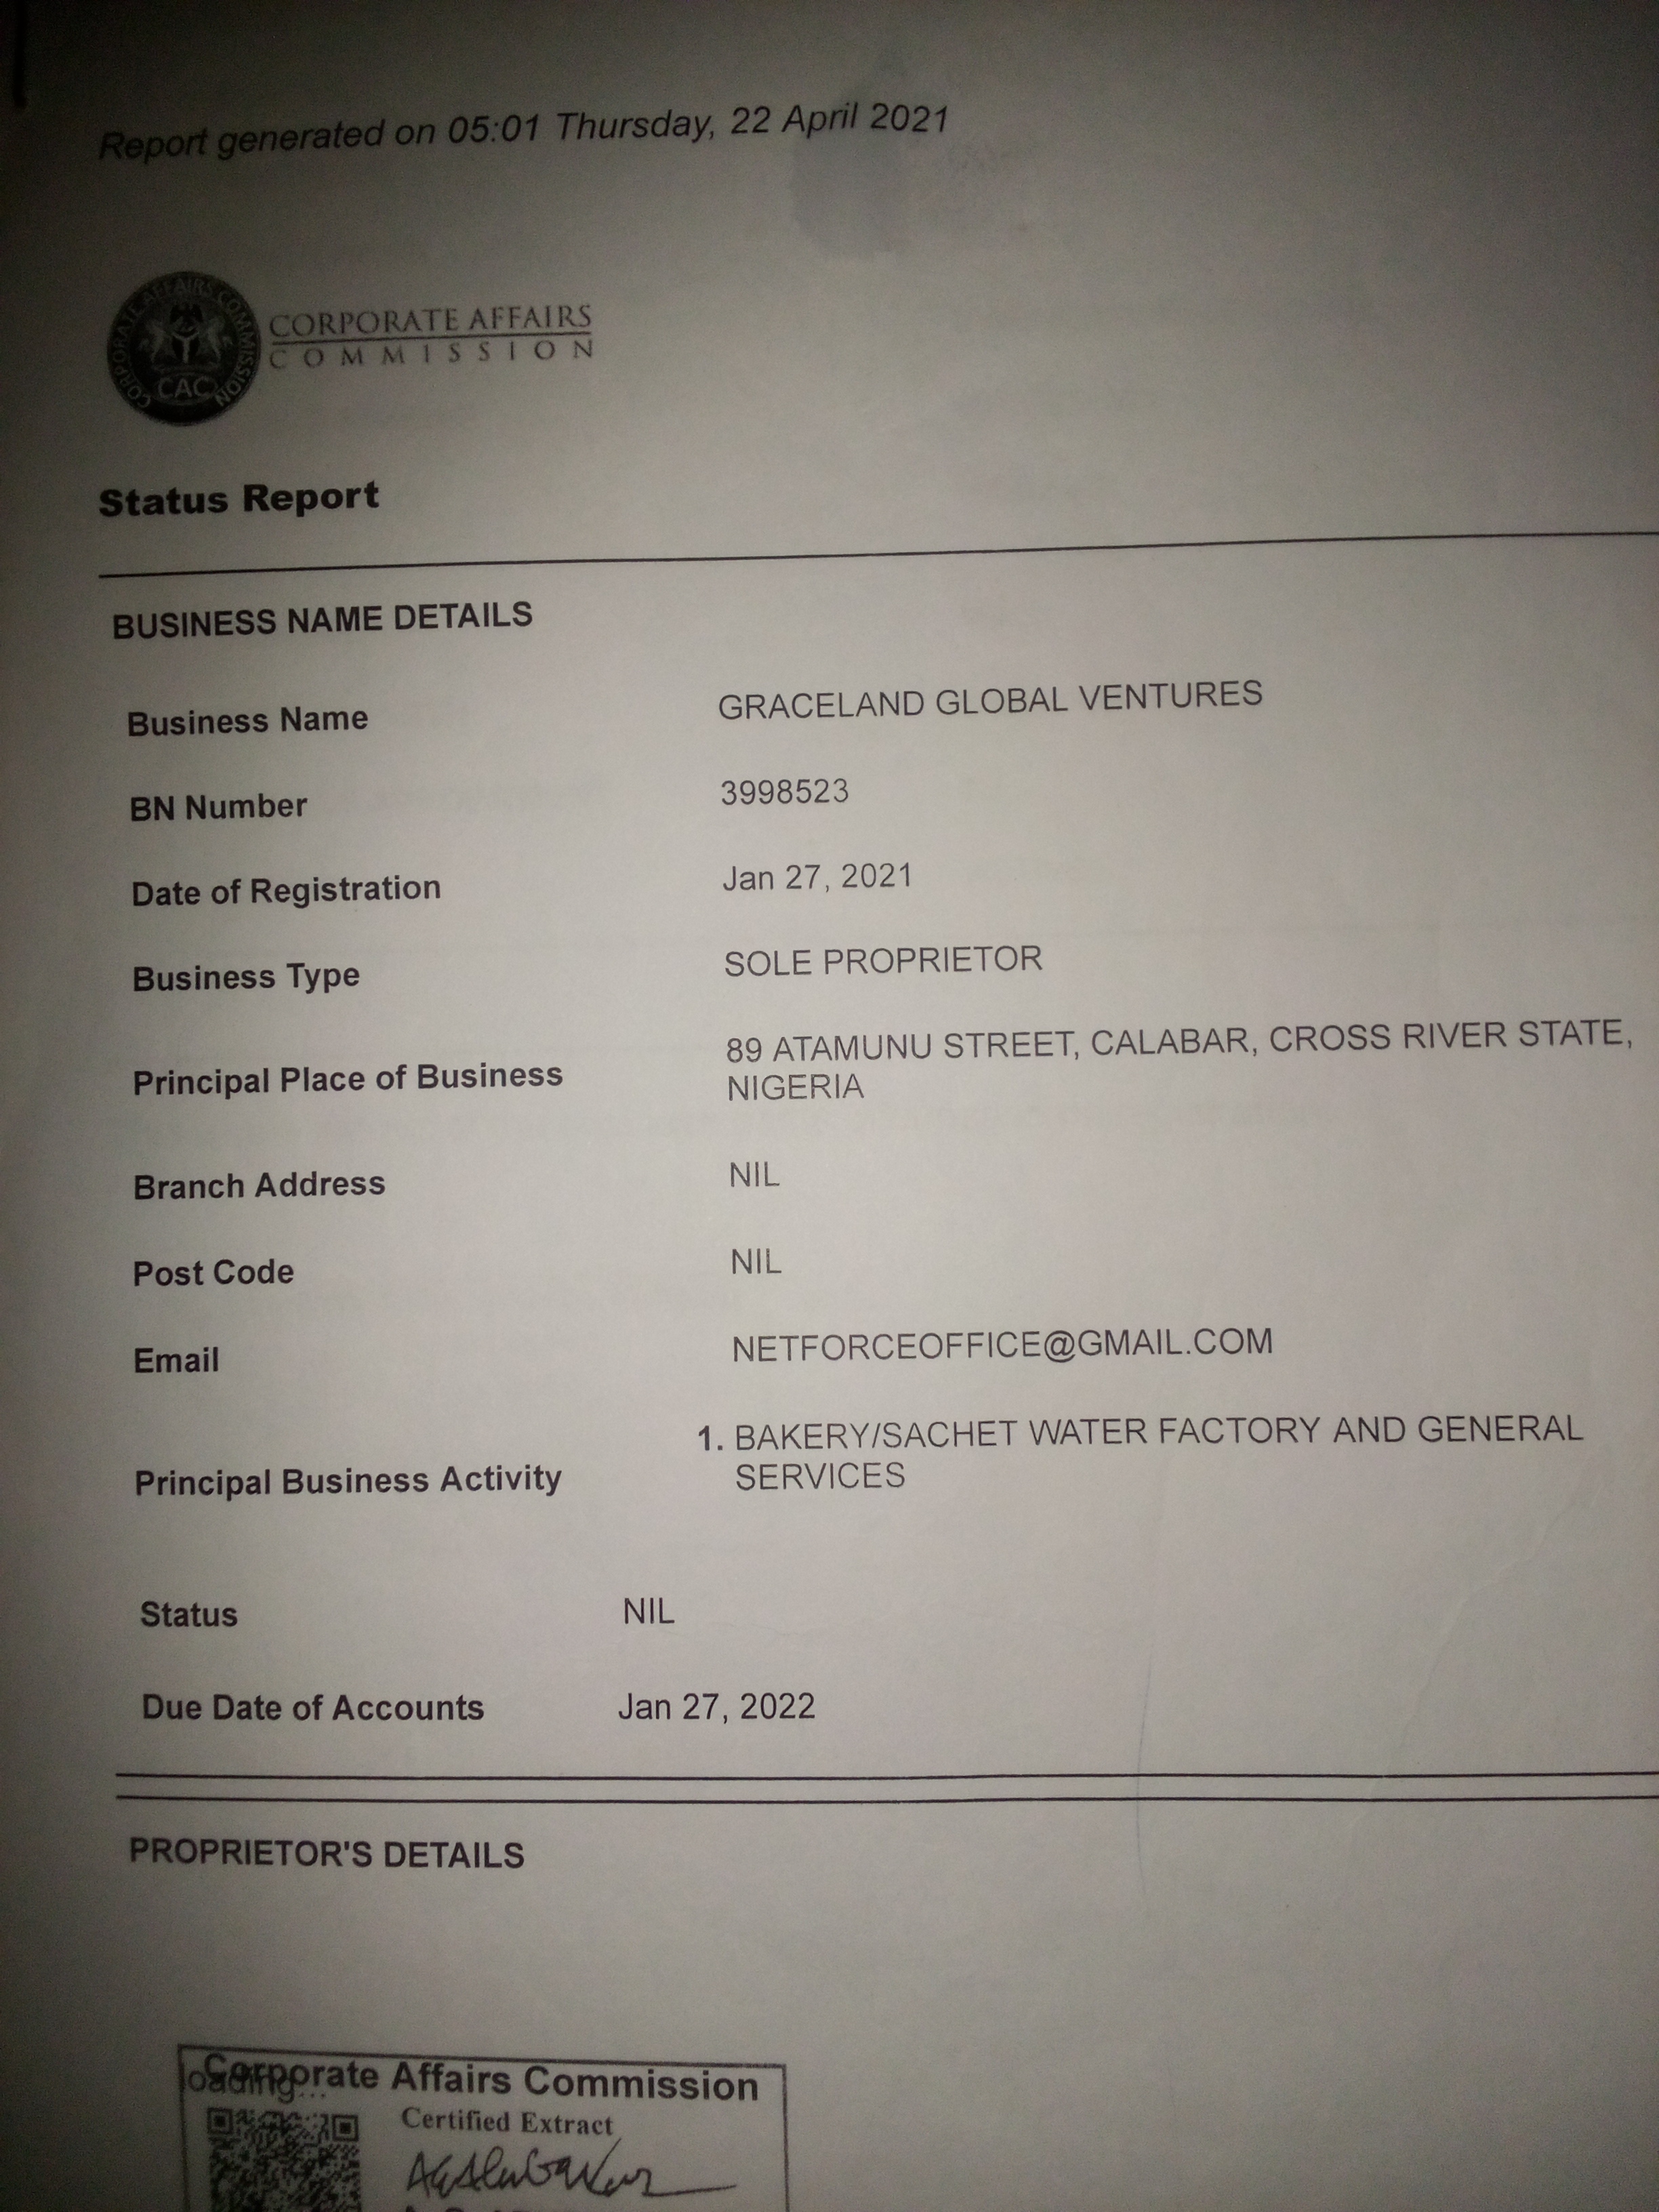 Report generated on 05:01 Thursday, 22 April 2021
CORPORATE AFFAIRS COMMISSION
CAC
CORPORATE AFFAIRS
COMMISSION
Status Report
BUSINESS NAME DETAILS
Business Name GRACELAND GLOBAL VENTURES
BN Number 3998523
Date of Registration Jan 27, 2021
Business Type SOLE PROPRIETOR
Principal Place of Business 89 ATAMUNU STREET, CALABAR, CROSS RIVER STATE,
NIGERIA
Branch Address NIL
Post Code NIL
Email NETFORCEOFFICE@GMAIL.COM
Principal Business Activity 1. BAKERY/SACHET WATER FACTORY AND GENERAL
SERVICES
Status NIL
Due Date of Accounts Jan 27, 2022
PROPRIETOR'S DETAILS
Corporate Affairs Commission
loading...
Certified Extract